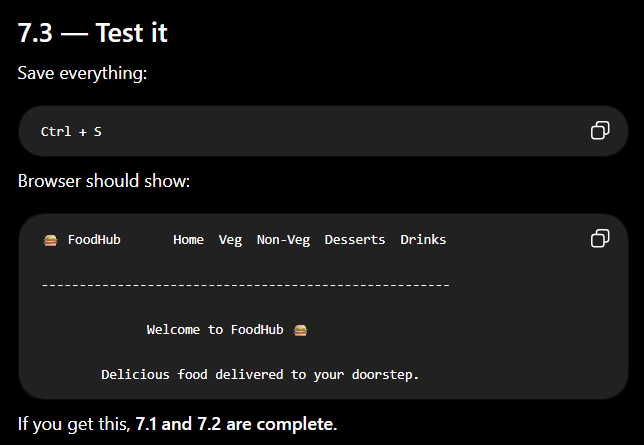 7.3 — Test it
Save everything:
Ctrl + S
Browser should show:
🍔 FoodHub Home Veg Non-Veg Desserts Drinks
------------------------------------------------------
Welcome to FoodHub 🍔
Delicious food delivered to your doorstep.
If you get this, 7.1 and 7.2 are complete.